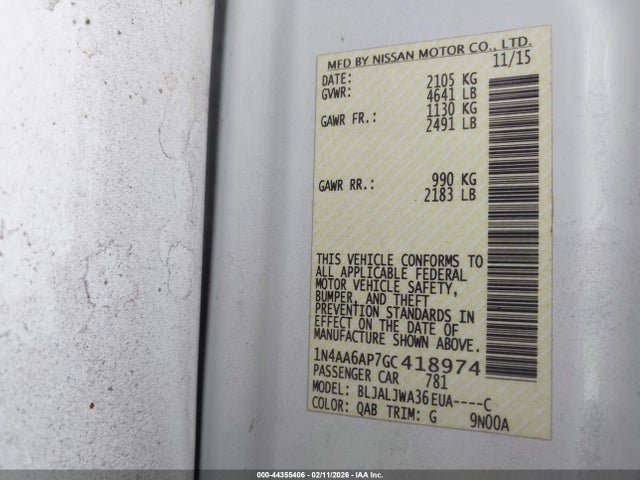 MFD BY NISSAN MOTOR CO., LTD.
DATE: 11/15
GVWR: 2105 KG
4641 LB
GAWR FR.: 1130 KG
2491 LB
GAWR RR.: 990 KG
2183 LB
THIS VEHICLE CONFORMS TO
ALL APPLICABLE FEDERAL
MOTOR VEHICLE SAFETY,
BUMPER, AND THEFT
PREVENTION STANDARDS IN
EFFECT ON THE DATE OF
MANUFACTURE SHOWN ABOVE.
1N4AA6AP7GC418974
PASSENGER CAR 781
MODEL: BLJALJWA36EUA----C
COLOR: QAB TRIM: G 9N00A
000-44355406 - 02/11/2026 - IAA Inc.